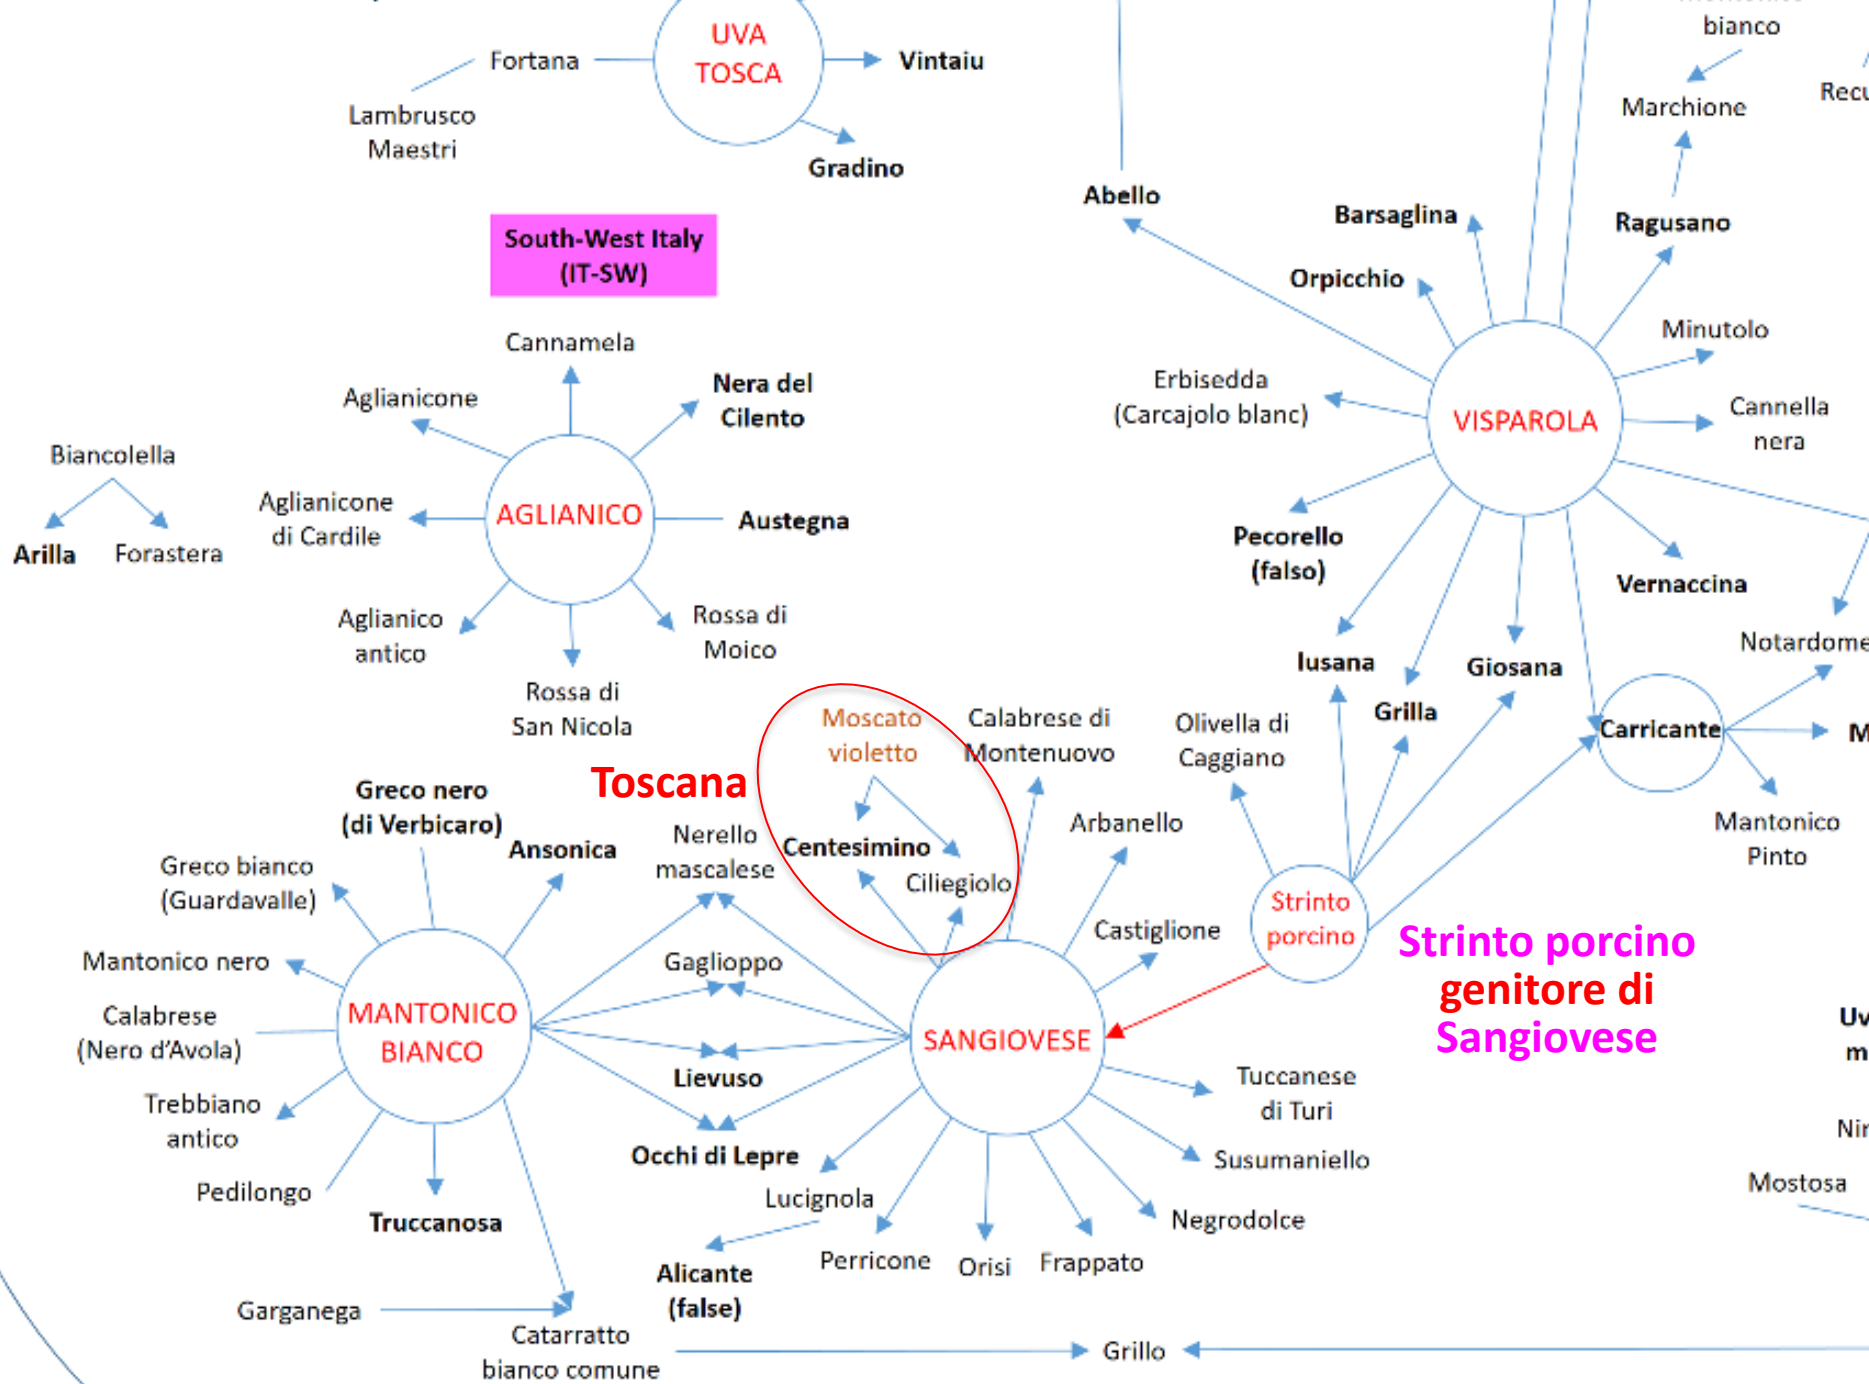 UVA
TOSCA
Fortana
Vintaiu
Lambrusco
Maestri
Gradino
bianco
Marchione
Abello
Barsaglina
Ragusano
Orpicchio
South-West Italy
(IT-SW)
Minutolo
Cannamela
Erbisedda
(Carcajolo blanc)
VISPAROLA
Cannella
nera
Nera del
Cilento
Aglianicone
Biancolella
Arilla
Forastera
Aglianicone
di Cardile
AGLIANICO
Austegna
Pecorello
(falso)
Vernaccina
Aglianico
antico
Rossa di
Moico
Rossa di
San Nicola
Iusana
Grilla
Giosana
Notardome
Carricante
M
Mantonico
Pinto
Moscato
violetto
Calabrese di
Montenuovo
Olivella di
Caggiano
Toscana
Greco nero
(di Verbicaro)
Ansonica
Nerello
mascalese
Centesimino
Ciliegiolo
Arbanello
Greco bianco
(Guardavalle)
Castiglione
Strinto
porcino
Strinto porcino
genitore di
Sangiovese
Mantonico nero
Gaglioppo
Calabrese
(Nero d'Avola)
MANTONICO
BIANCO
SANGIOVESE
Lievuso
Tuccanese
di Turi
Trebbiano
antico
Occhi di Lepre
Susumaniello
Pedilongo
Truccanosa
Lucignola
Negrodolce
Mostosa
Alicante
(false)
Perricone
Orisi
Frappato
Garganega
Catarratto
bianco comune
Grillo
Recu
Uv
m
Nir